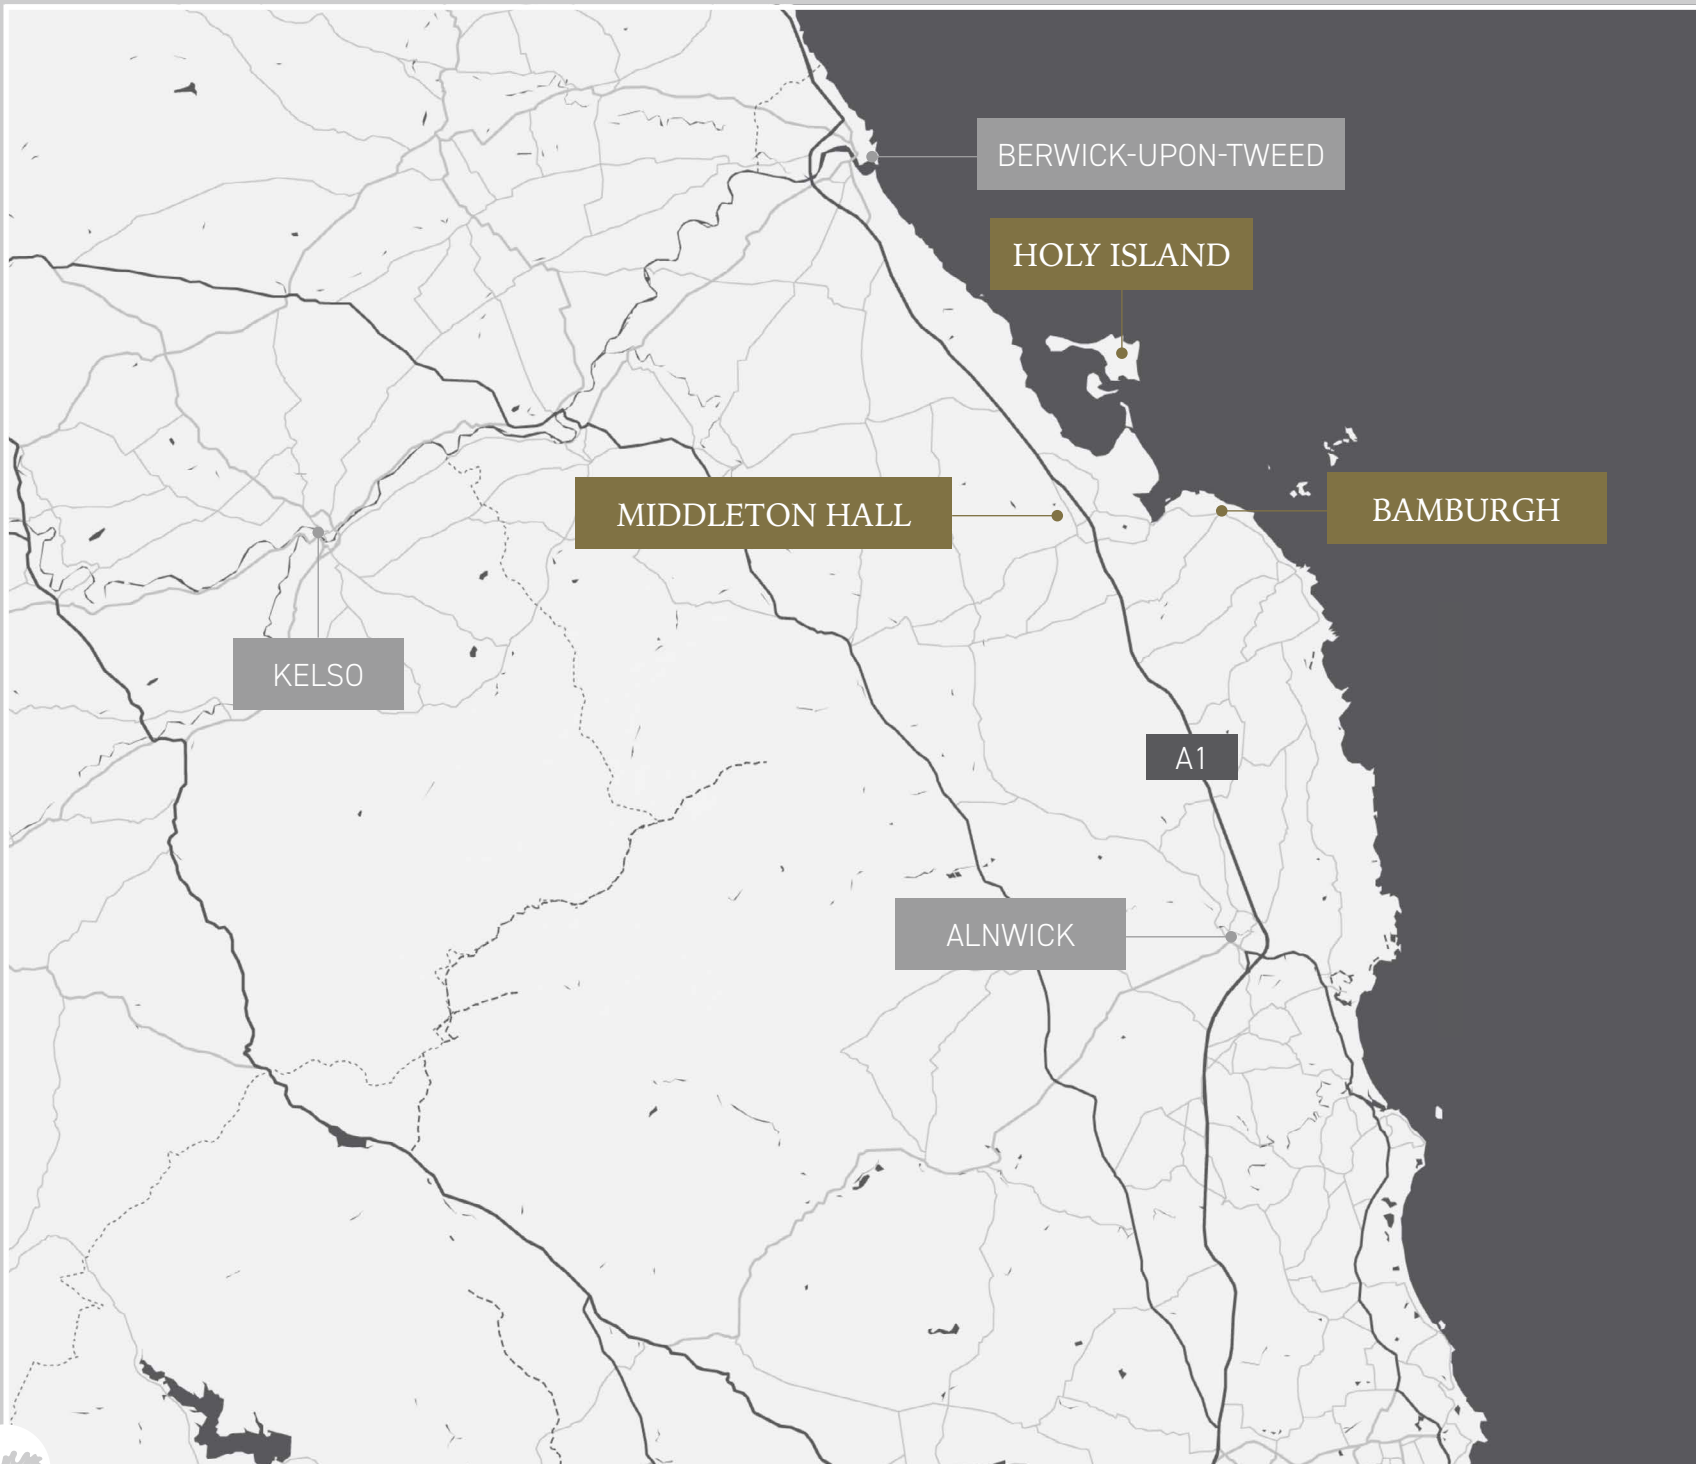 BERWICK-UPON-TWEED
HOLY ISLAND
MIDDLETON HALL
BAMBURGH
KELSO
A1
ALNWICK